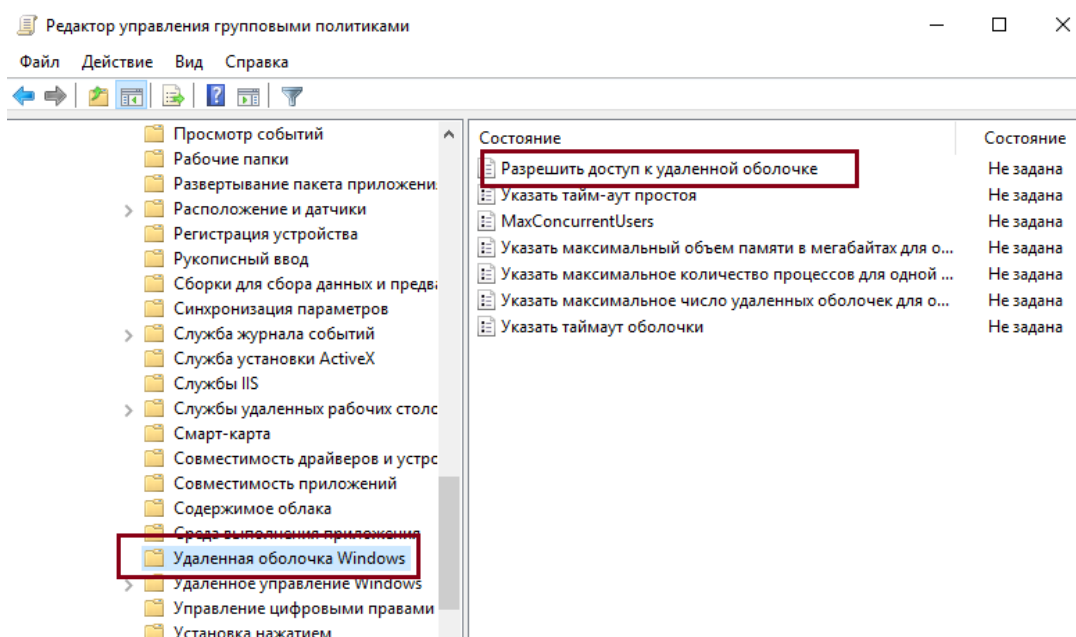 Редактор управления групповыми политиками
Файл Действие Вид Справка
Просмотр событий
Рабочие папки
Развертывание пакета приложени
Расположение и датчики
Регистрация устройства
Рукописный ввод
Сборки для сбора данных и предва
Синхронизация параметров
Служба журнала событий
Служба установки ActiveX
Службы IIS
Службы удаленных рабочих столо
Смарт-карта
Совместимость драйверов и устро
Совместимость приложений
Содержимое облака
Среда выполнения приложения
Удаленная оболочка Windows
Удаленное управление Windows
Управление цифровыми правами
Установка нажатием
Состояние Состояние
Разрешить доступ к удаленной оболочке Не задана
Указать тайм-аут простоя Не задана
MaxConcurrentUsers Не задана
Указать максимальный объем памяти в мегабайтах для о... Не задана
Указать максимальное количество процессов для одной ... Не задана
Указать максимальное число удаленных оболочек для о... Не задана
Указать таймаут оболочки Не задана